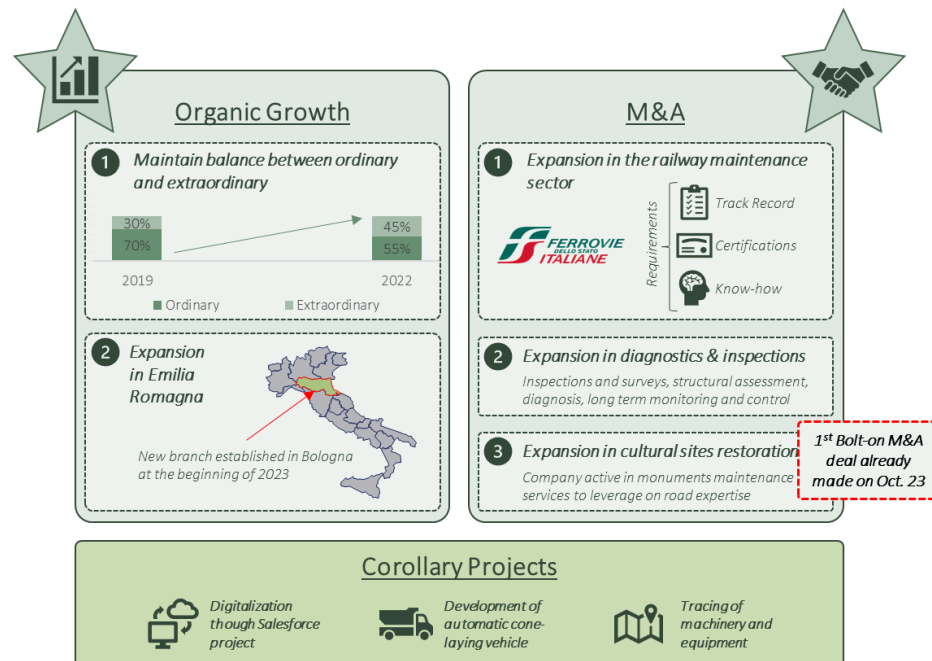 Organic Growth
1
Maintain balance between ordinary
and extraordinary
30%
70%
45%
55%
2019
2022
Ordinary
Extraordinary
2
Expansion
in Emilia
Romagna
New branch established in Bologna
at the beginning of 2023
M&A
1
Expansion in the railway maintenance
sector
FERROVIE
DELLO STATO
ITALIANE
Requirements
Track Record
Certifications
Know-how
2
Expansion in diagnostics & inspections
Inspections and surveys, structural assessment,
diagnosis, long term monitoring and control
3
Expansion in cultural sites restoration
Company active in monuments maintenance
services to leverage on road expertise
1st Bolt-on M&A
deal already
made on Oct. 23
Corollary Projects
Digitalization
though Salesforce
project
Development of
automatic cone-
laying vehicle
Tracing of
machinery and
equipment